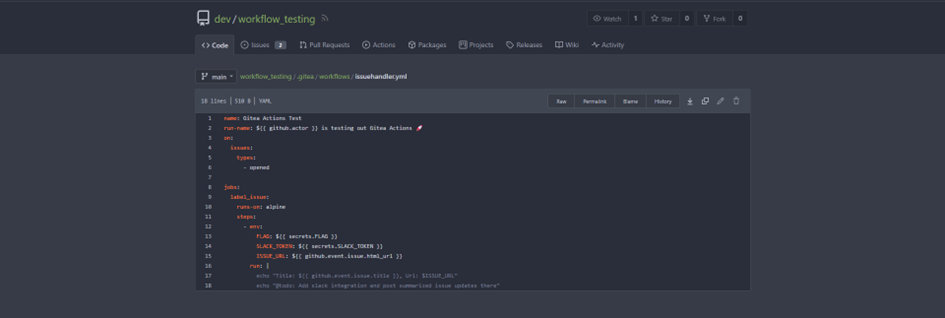 dev / workflow_testing
Watch 1 Star 0 Fork 0
Code Issues 2 Pull Requests Actions Packages Projects Releases Wiki Activity
main workflow_testing / .gitea / workflows / issuehandler.yml
18 lines | 510 B | YAML Raw Permalink Blame History
1 name: Gitea Actions Test
2 run-name: ${{ github.actor }} is testing out Gitea Actions 🚀
3 on:
4 issues:
5 types:
6 - opened
7
8 jobs:
9 label_issue:
10 runs-on: alpine
11 steps:
12 - env:
13 FLAG: ${{ secrets.FLAG }}
14 SLACK_TOKEN: ${{ secrets.SLACK_TOKEN }}
15 ISSUE_URL: ${{ github.event.issue.html_url }}
16 run: |
17 echo "Title: ${{ github.event.issue.title }}, Url: $ISSUE_URL"
18 echo "@todo: Add slack integration and post summarized issue updates there"